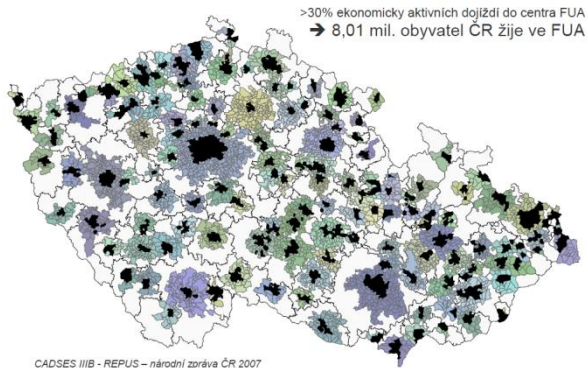 >30% ekonomicky aktivních dojíždí do centra FUA
➔ 8,01 mil. obyvatel ČR žije ve FUA
CADSES IIIB - REPUS – národní zpráva ČR 2007